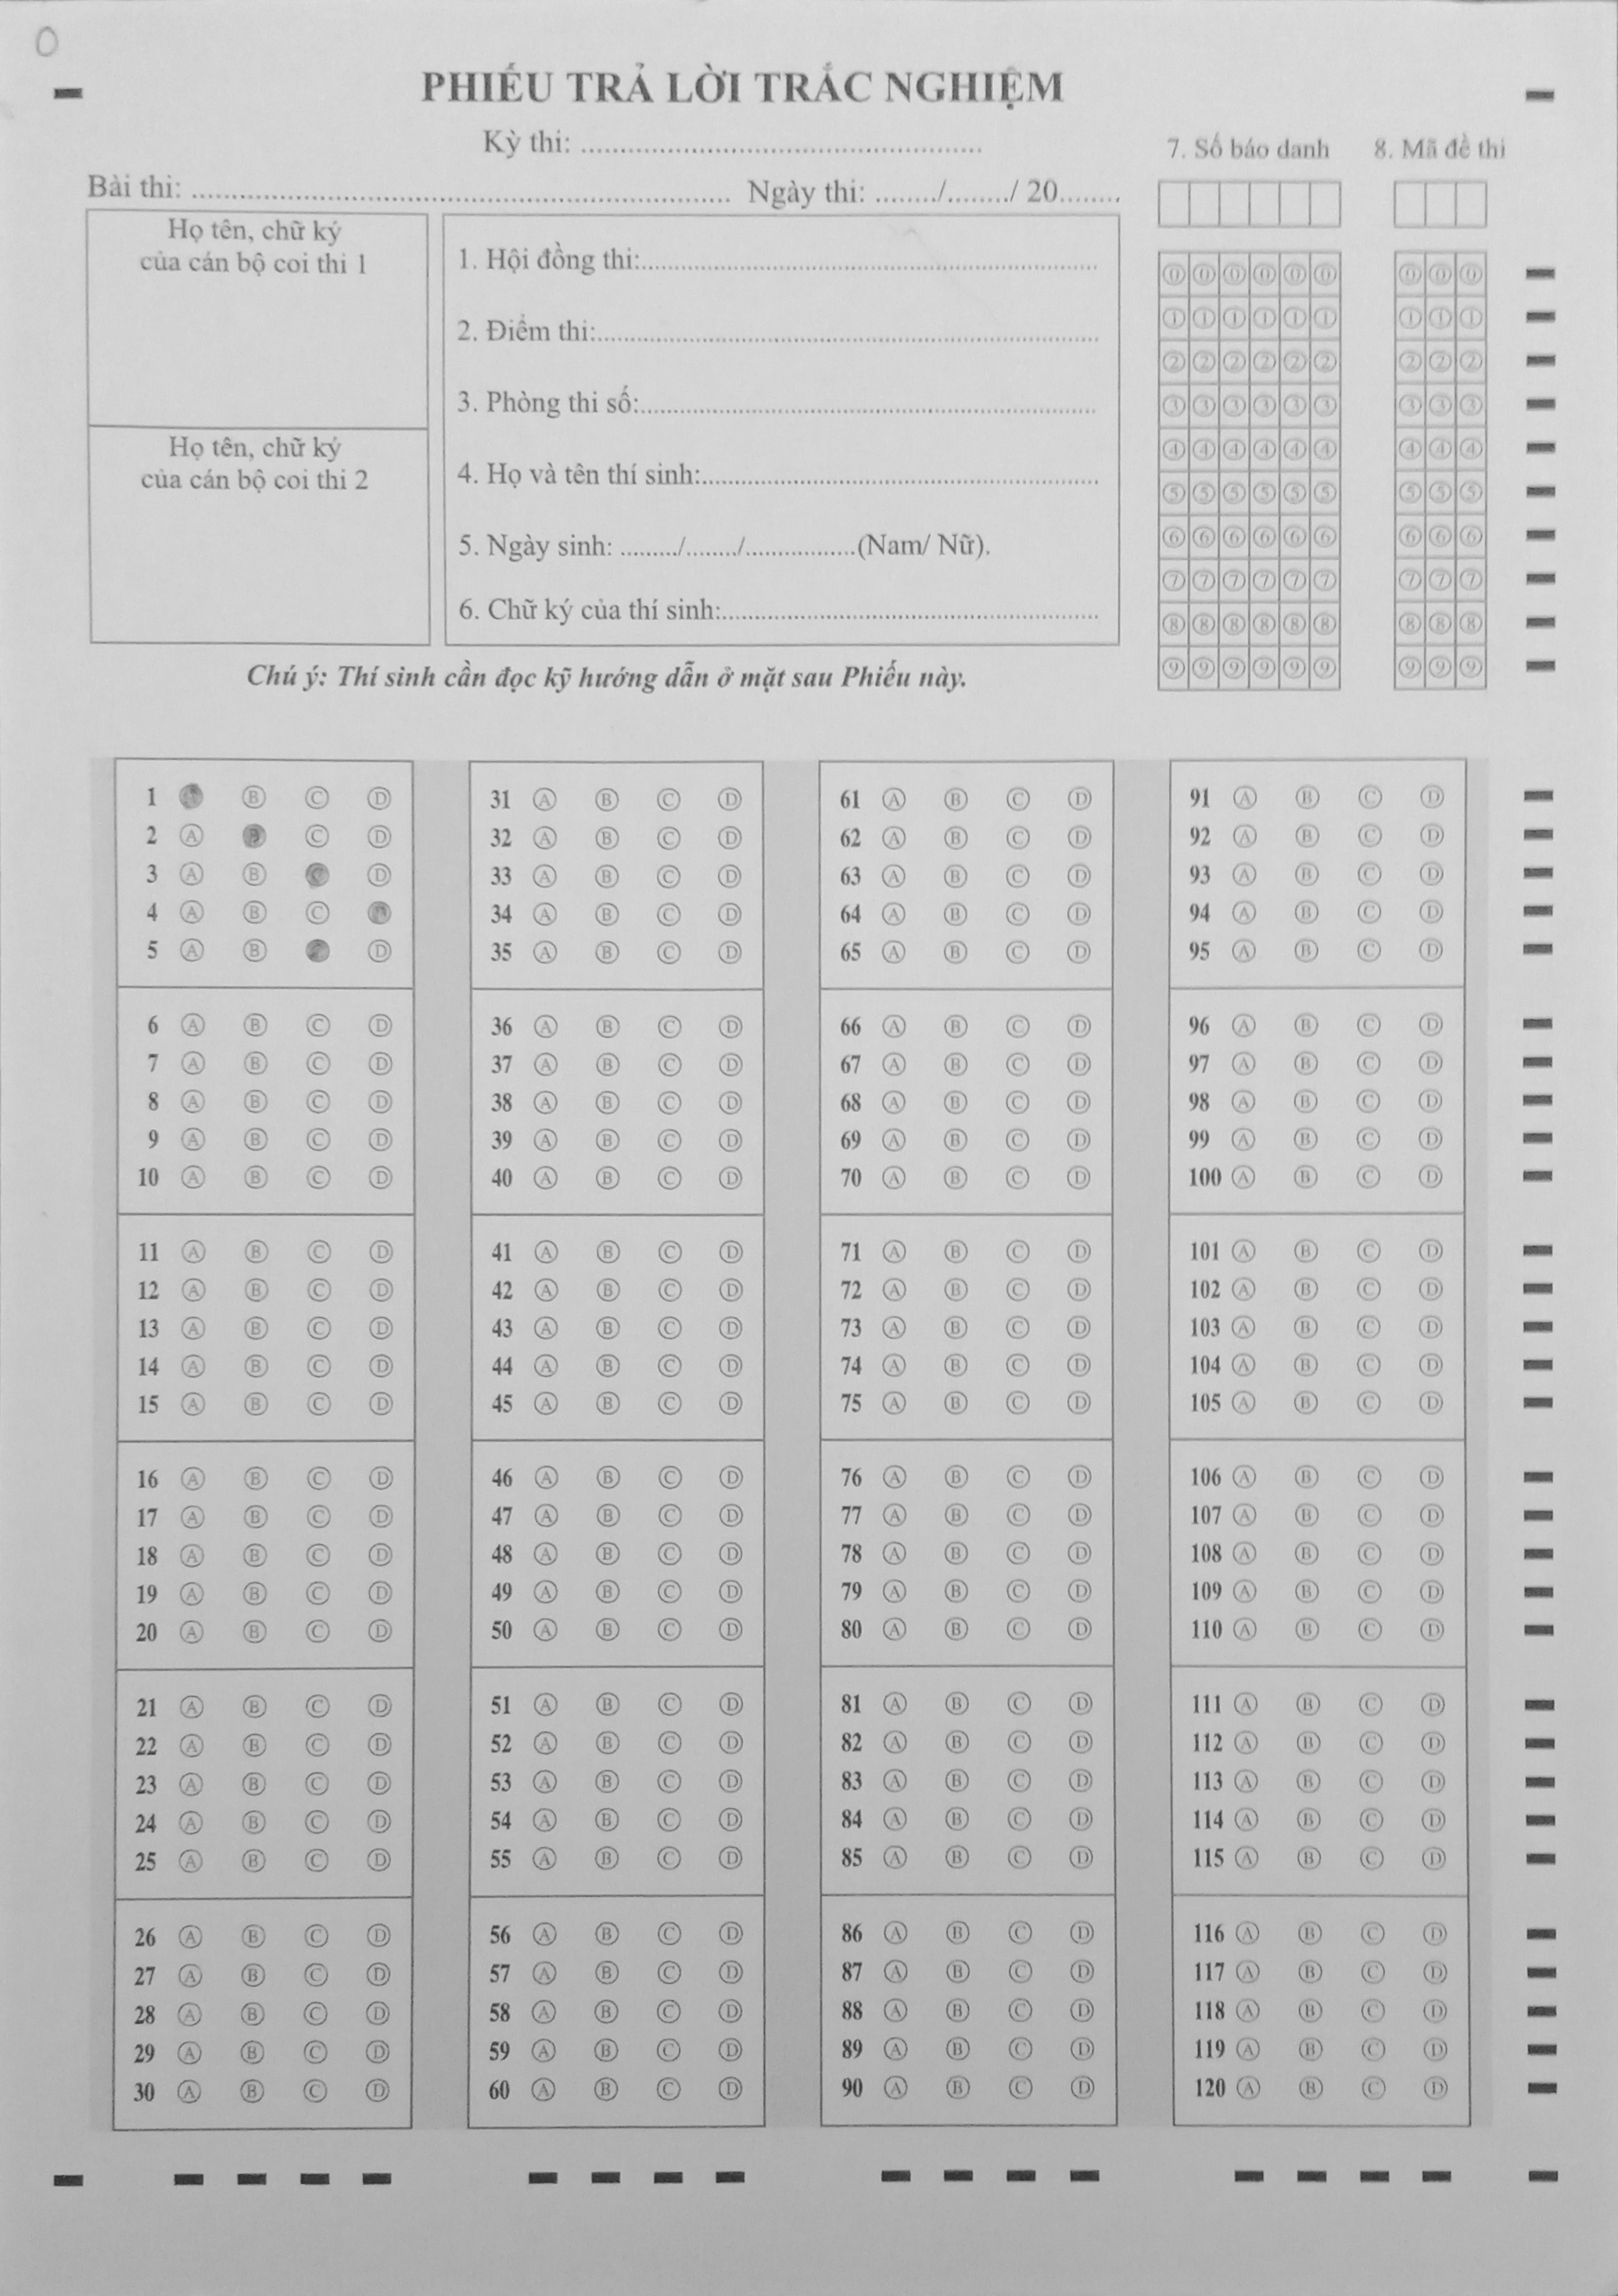 O
PHIẾU TRẢ LỜI TRẮC NGHIỆM
Kỳ thi: ..................................................
7. Số báo danh 8. Mã đề thi
Bài thi: .................................................................. Ngày thi: ......../......../ 20........
Họ tên, chữ ký
của cán bộ coi thi 1
Họ tên, chữ ký
của cán bộ coi thi 2
1. Hội đồng thi:..........................................................
2. Điểm thi:................................................................
3. Phòng thi số:..........................................................
4. Họ và tên thí sinh:..................................................
5. Ngày sinh: ........./......../.................(Nam/ Nữ).
6. Chữ ký của thí sinh:................................................
0 0 0 0 0 0 0 0 0
1 1 1 1 1 1 1 1 1
2 2 2 2 2 2 2 2 2
3 3 3 3 3 3 3 3 3
4 4 4 4 4 4 4 4 4
5 5 5 5 5 5 5 5 5
6 6 6 6 6 6 6 6 6
7 7 7 7 7 7 7 7 7
8 8 8 8 8 8 8 8 8
9 9 9 9 9 9 9 9 9
Chú ý: Thí sinh cần đọc kỹ hướng dẫn ở mặt sau Phiếu này.
1 B C D
2 A B C D
3 A B C D
4 A B C
5 A B D
6 A B C D
7 A B C D
8 A B C D
9 A B C D
10 A B C D
11 A B C D
12 A B C D
13 A B C D
14 A B C D
15 A B C D
16 A B C D
17 A B C D
18 A B C D
19 A B C D
20 A B C D
21 A B C D
22 A B C D
23 A B C D
24 A B C D
25 A B C D
26 A B C D
27 A B C D
28 A B C D
29 A B C D
30 A B C D
31 A B C D
32 A B C D
33 A B C D
34 A B C D
35 A B C D
36 A B C D
37 A B C D
38 A B C D
39 A B C D
40 A B C D
41 A B C D
42 A B C D
43 A B C D
44 A B C D
45 A B C D
46 A B C D
47 A B C D
48 A B C D
49 A B C D
50 A B C D
51 A B C D
52 A B C D
53 A B C D
54 A B C D
55 A B C D
56 A B C D
57 A B C D
58 A B C D
59 A B C D
60 A B C D
61 A B C D
62 A B C D
63 A B C D
64 A B C D
65 A B C D
66 A B C D
67 A B C D
68 A B C D
69 A B C D
70 A B C D
71 A B C D
72 A B C D
73 A B C D
74 A B C D
75 A B C D
76 A B C D
77 A B C D
78 A B C D
79 A B C D
80 A B C D
81 A B C D
82 A B C D
83 A B C D
84 A B C D
85 A B C D
86 A B C D
87 A B C D
88 A B C D
89 A B C D
90 A B C D
91 A B C D
92 A B C D
93 A B C D
94 A B C D
95 A B C D
96 A B C D
97 A B C D
98 A B C D
99 A B C D
100 A B C D
101 A B C D
102 A B C D
103 A B C D
104 A B C D
105 A B C D
106 A B C D
107 A B C D
108 A B C D
109 A B C D
110 A B C D
111 A B C D
112 A B C D
113 A B C D
114 A B C D
115 A B C D
116 A B C D
117 A B C D
118 A B C D
119 A B C D
120 A B C D